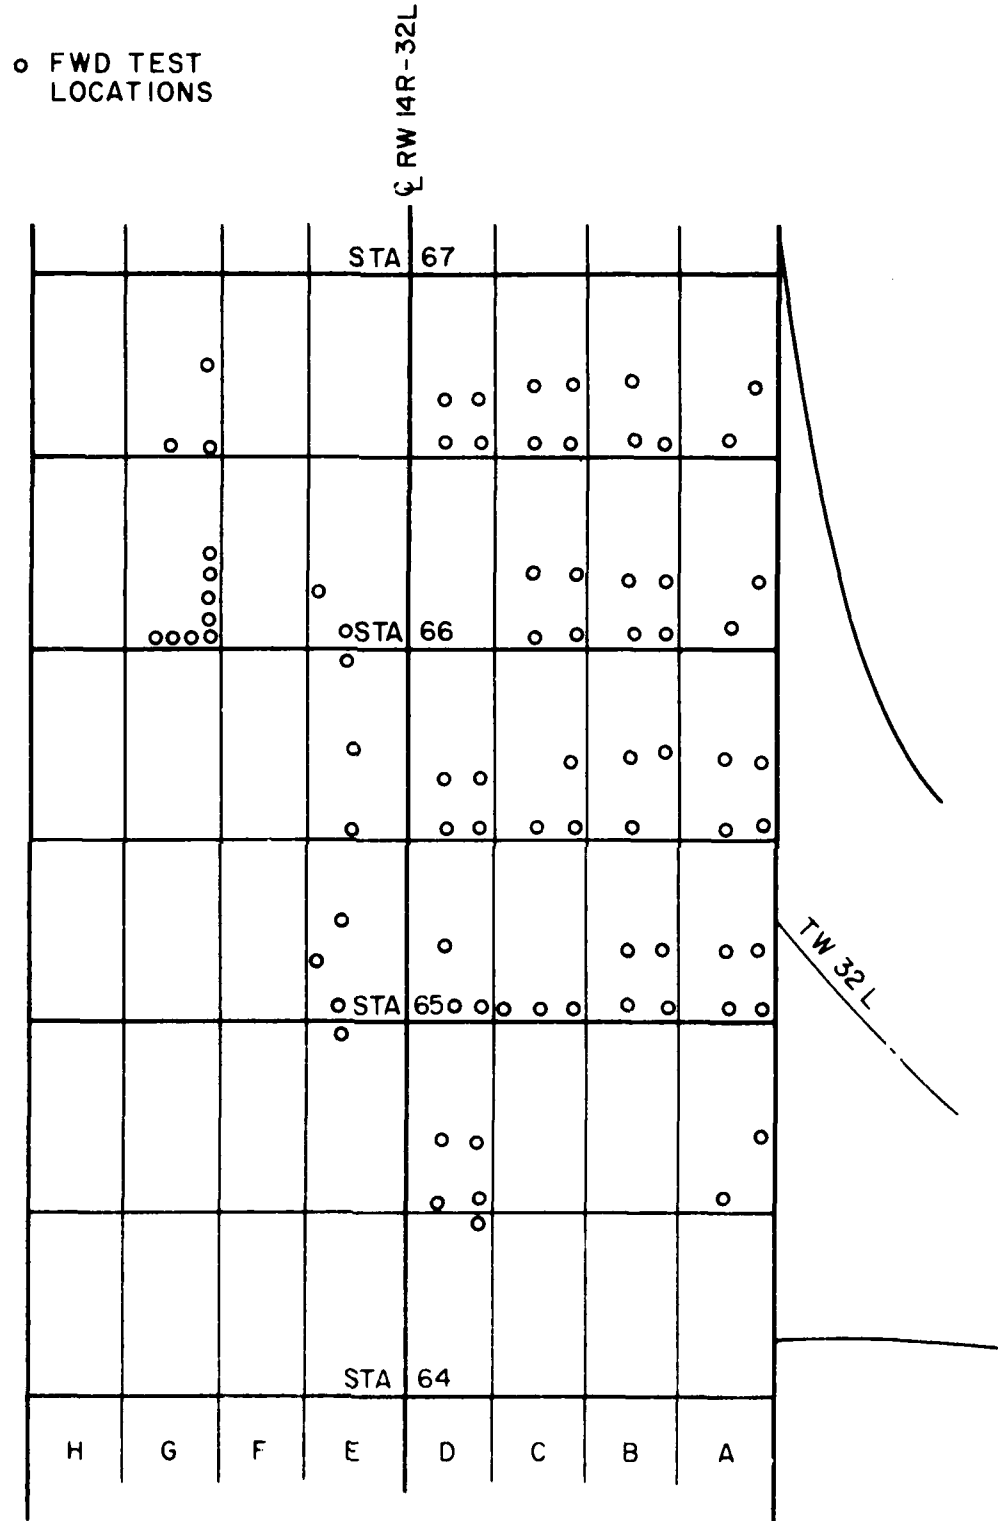 FWD TEST
LOCATIONS
℄ RW 14R-32L
STA 67
STA 66
TW 32L
STA 65
STA 64
H G F E D C B A